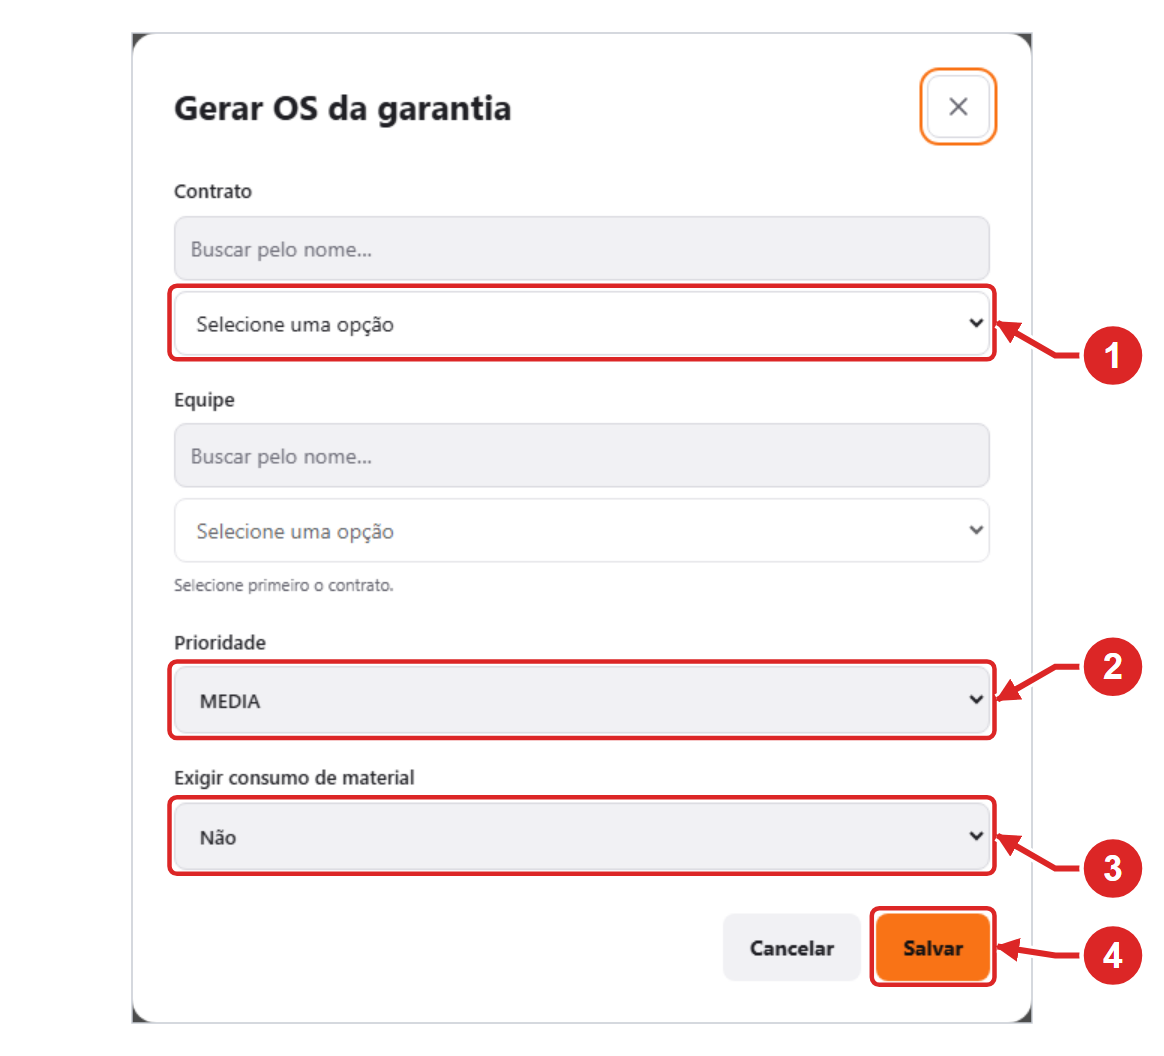 Gerar OS da garantia
Contrato
Buscar pelo nome...
Selecione uma opção
1
Equipe
Buscar pelo nome...
Selecione uma opção
Selecione primeiro o contrato.
Prioridade
2
MEDIA
Exigir consumo de material
Não
3
Cancelar
Salvar
4